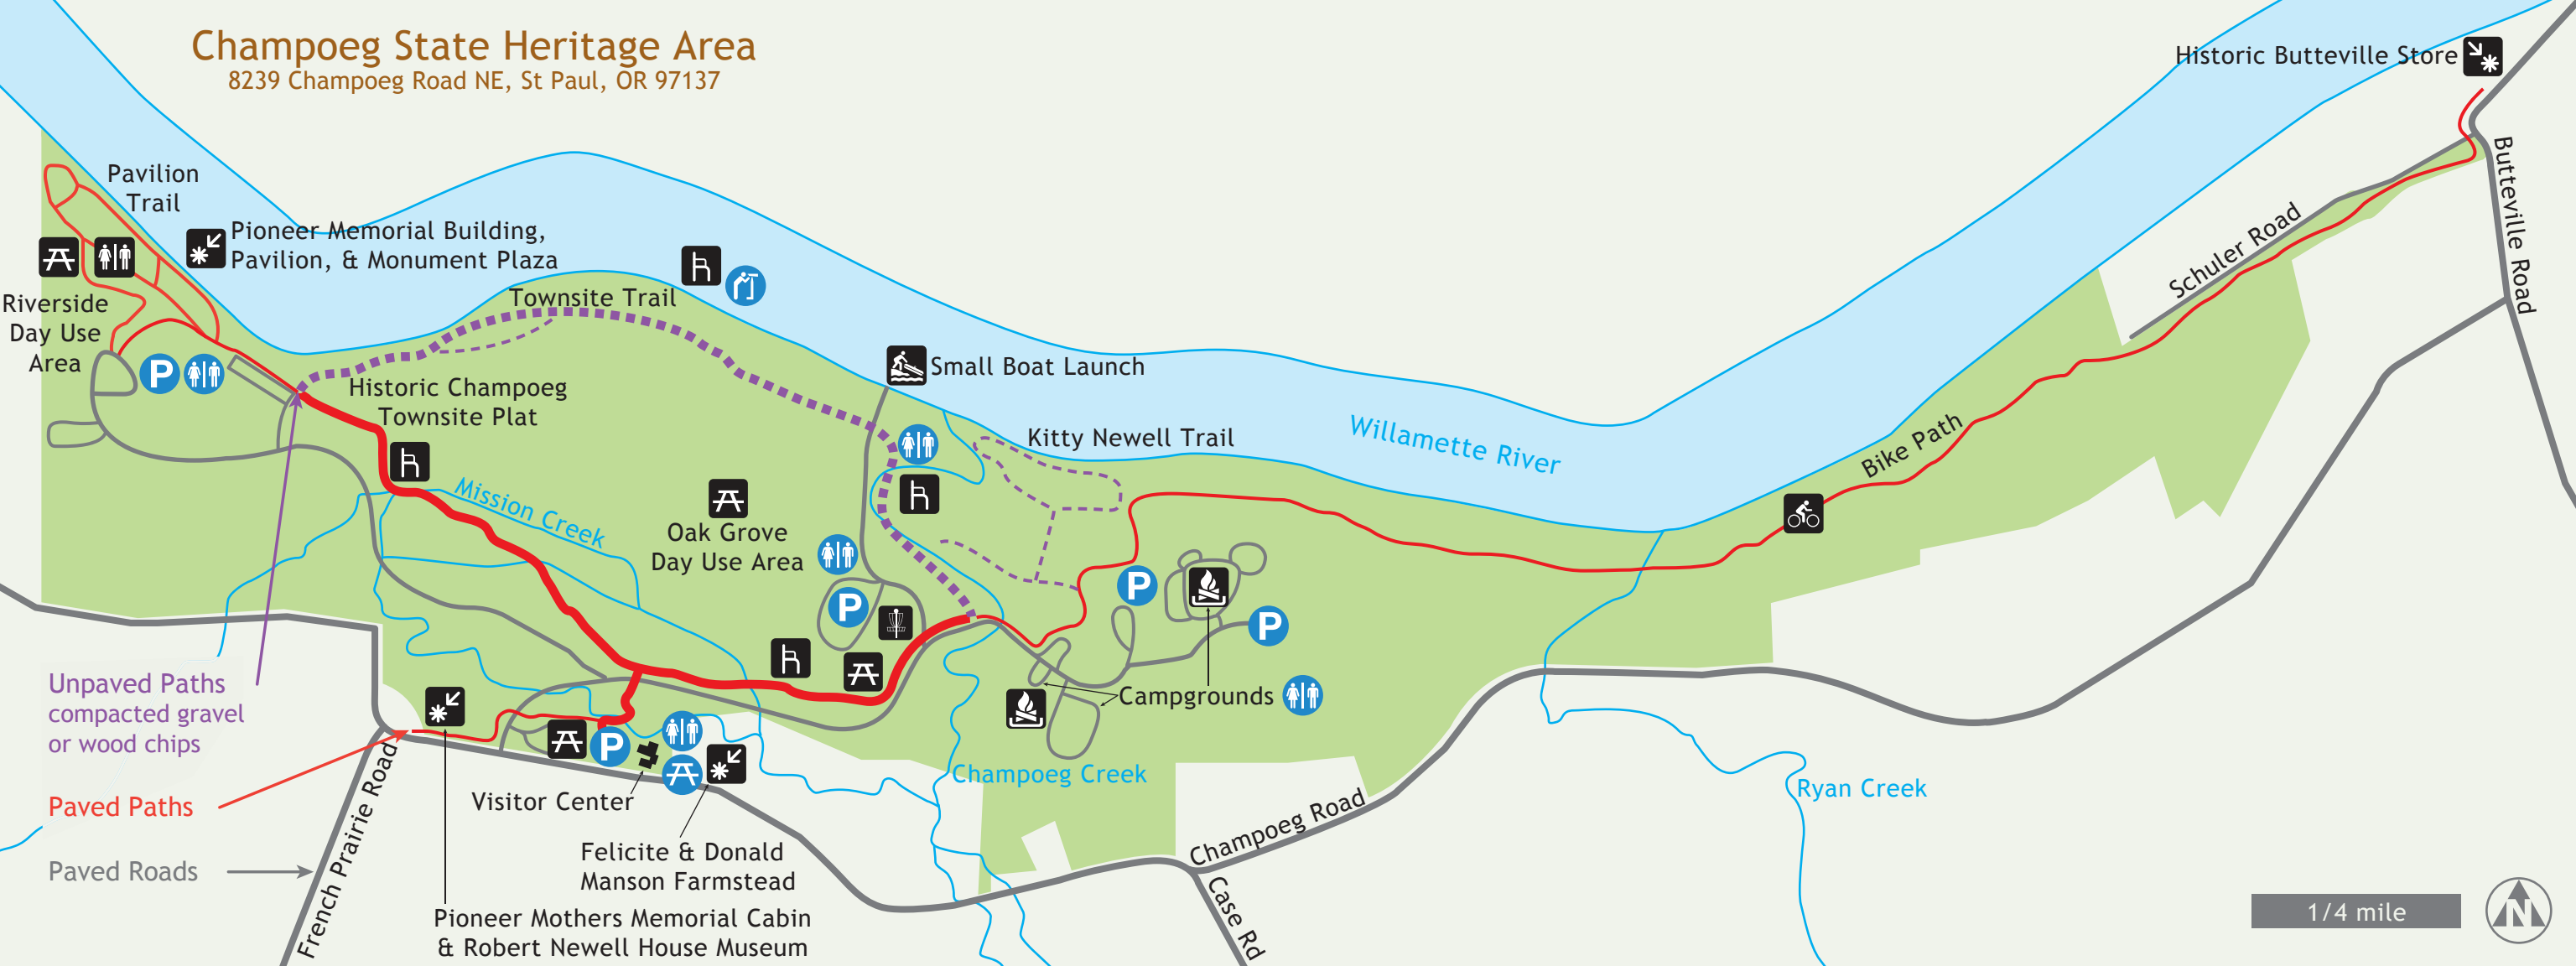 Champoeg State Heritage Area
8239 Champoeg Road NE, St Paul, OR 97137
Historic Butteville Store
Pavilion
Trail
Pioneer Memorial Building,
Pavilion, & Monument Plaza
Butteville Road
Schuler Road
Riverside
Day Use
Area
P
Townsite Trail
Small Boat Launch
Historic Champoeg
Townsite Plat
Kitty Newell Trail
Willamette River
Bike Path
Mission Creek
Oak Grove
Day Use Area
P
P
P
Campgrounds
Unpaved Paths
compacted gravel
or wood chips
P
Visitor Center
Champoeg Creek
Ryan Creek
Paved Paths
French Prairie Road
Champoeg Road
Felicite & Donald
Manson Farmstead
Paved Roads
Case Rd
Pioneer Mothers Memorial Cabin
& Robert Newell House Museum
1/4 mile
N